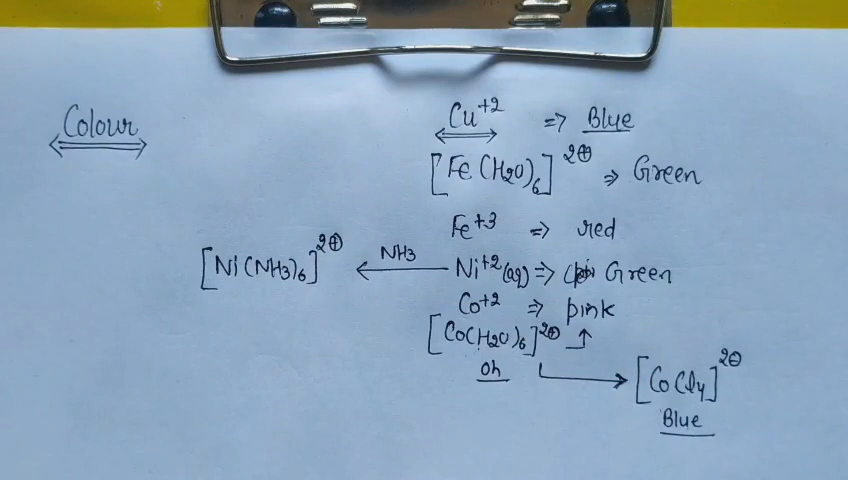 Colour
Cu+2 => Blue
[Fe(H2O)6]2⊕ => Green
Fe+3 => red
[Ni(NH3)6]2⊕ ← NH3 Ni+2(aq) => Green
Co+2 => pink
[Co(H2O)6]2⊕
Oh
[CoCl4]2⊖
Blue